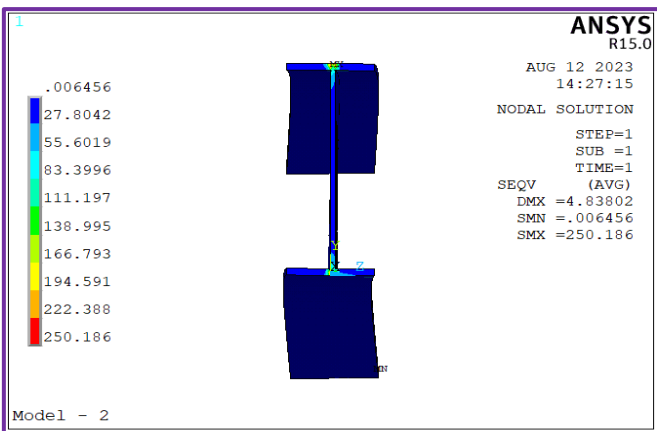 1
ANSYS
R15.0
AUG 12 2023
14:27:15
NODAL SOLUTION
STEP=1
SUB =1
TIME=1
SEQV (AVG)
DMX =4.83802
SMN =.006456
SMX =250.186
.006456
27.8042
55.6019
83.3996
111.197
138.995
166.793
194.591
222.388
250.186
MX
Y
Z
MN
Model - 2